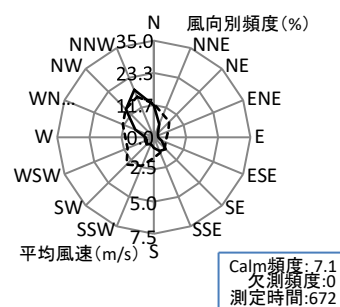 N
風向別頻度(%)
35.0
NNW
NNE
NW
23.3
NE
WN...
11.7
ENE
W
0.0
E
WSW
2.5
ESE
SW
5.0
SE
SSW
SSE
7.5
平均風速(m/s)
S
Calm頻度: 7.1
欠測頻度:0
測定時間:672